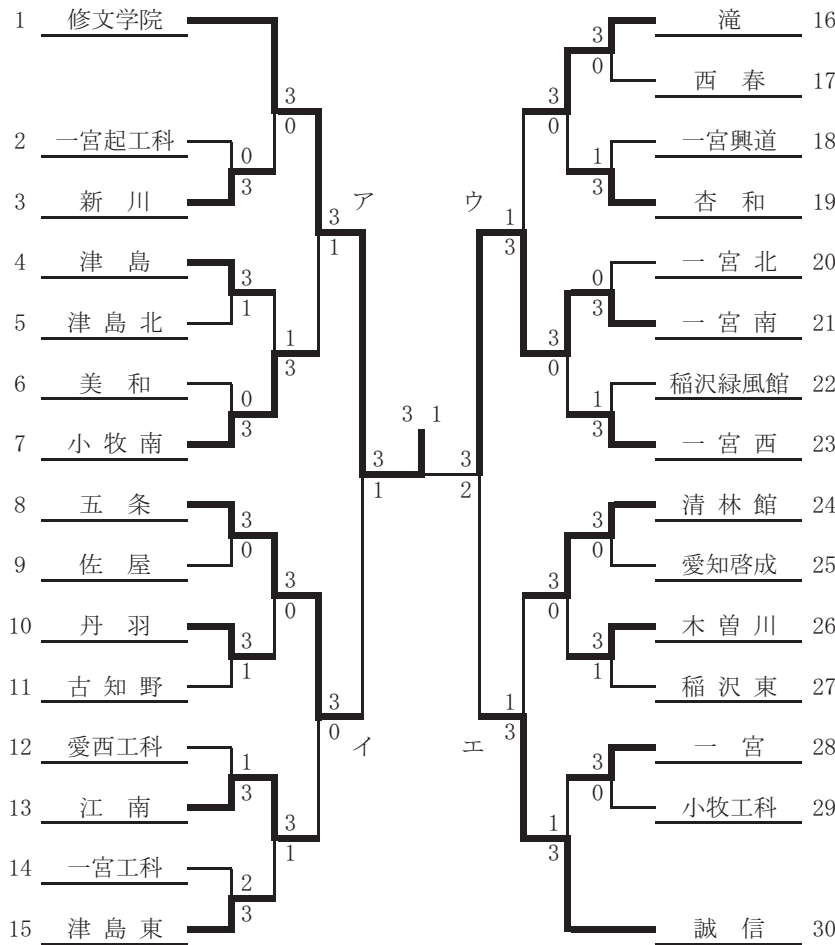 1 修文学院
2 一宮起工科
3 新川
4 津島
5 津島北
6 美和
7 小牧南
8 五条
9 佐屋
10 丹羽
11 古知野
12 愛西工科
13 江南
14 一宮工科
15 津島東
0
3
3
1
0
3
3
0
3
1
1
3
2
3
3
0
1
3
3
0
3
1
ア
3
1
3
0
イ
3
1
3 1
3
2
ウ
1
3
エ
1
3
3
0
3
0
3
0
1
3
3
0
1
3
0
3
1
3
3
0
3
1
3
0
滝 16
西春 17
一宮興道 18
杏和 19
一宮北 20
一宮南 21
稲沢緑風館 22
一宮西 23
清林館 24
愛知啓成 25
木曽川 26
稲沢東 27
一宮 28
小牧工科 29
誠信 30